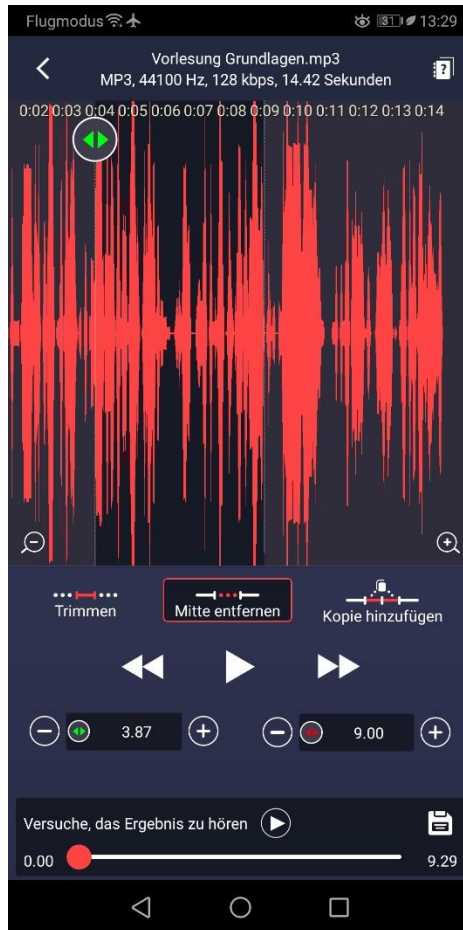 Flugmodus 31 13:29
Vorlesung Grundlagen.mp3
MP3, 44100 Hz, 128 kbps, 14.42 Sekunden
?
0:02 0:03 0:04 0:05 0:06 0:07 0:08 0:09 0:10 0:11 0:12 0:13 0:14
Trimmen Mitte entfernen Kopie hinzufügen
3.87 9.00
Versuche, das Ergebnis zu hören
0.00 9.29